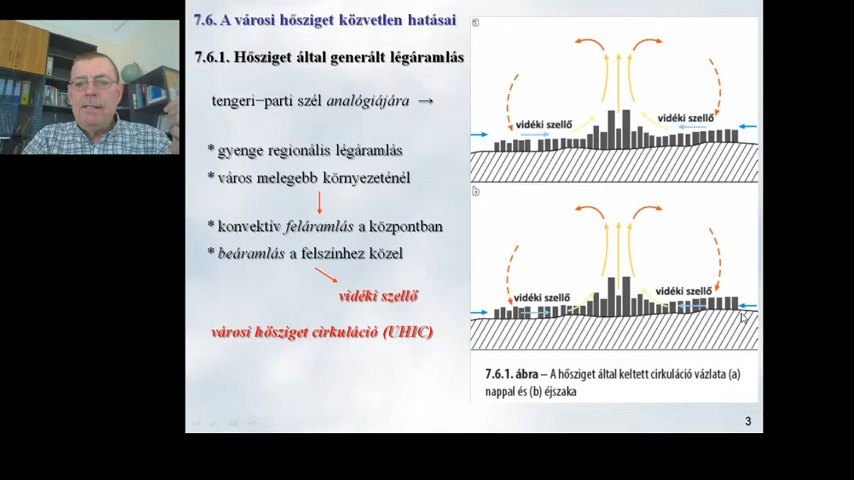 7.6. A városi hősziget közvetlen hatásai
7.6.1. Hősziget által generált légáramlás
tengeri−parti szél analógiájára →
* gyenge regionális légáramlás
* város melegebb környezeténél
* konvektív feláramlás a központban
* beáramlás a felszínhez közel
vidéki szellő
városi hősziget cirkuláció (UHIC)
a
vidéki szellő
vidéki szellő
b
vidéki szellő
vidéki szellő
7.6.1. ábra – A hősziget által keltett cirkuláció vázlata (a)
nappal és (b) éjszaka
3